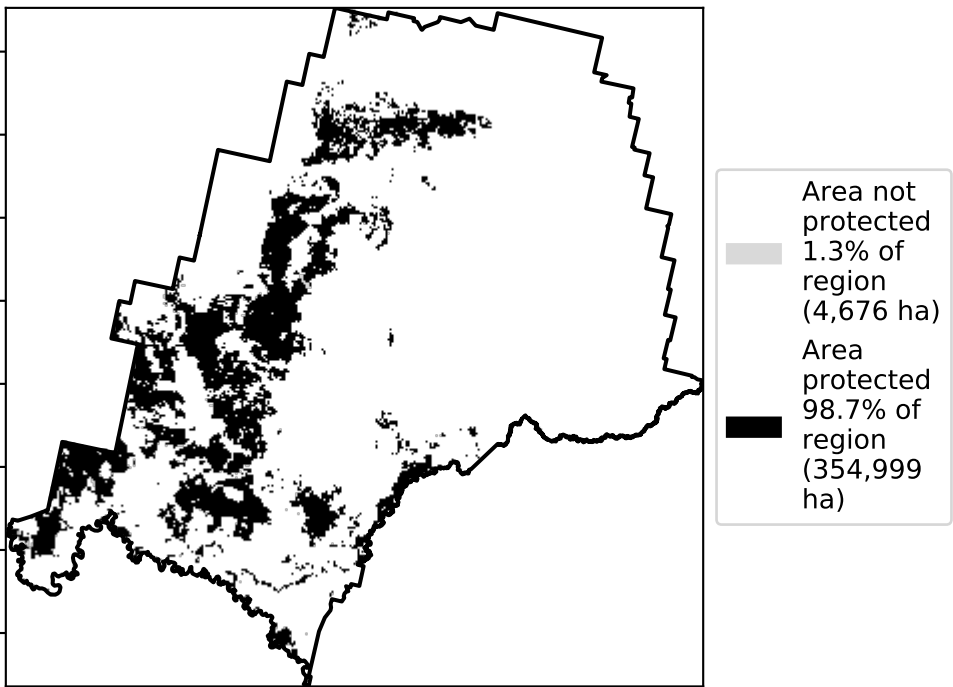 Area not
protected
1.3% of
region
(4,676 ha)
Area
protected
98.7% of
region
(354,999
ha)